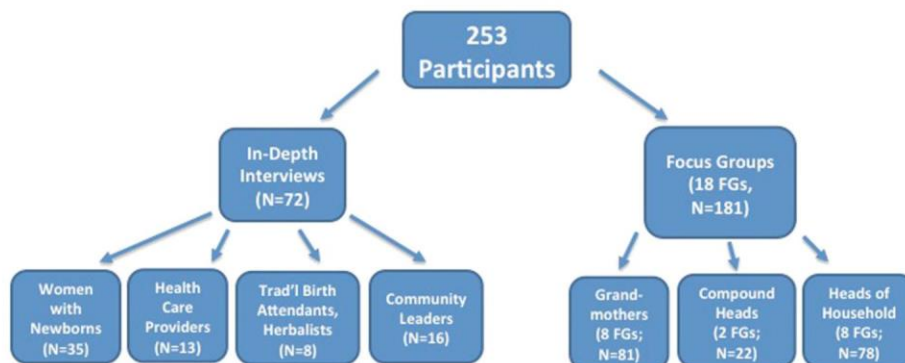 253
Participants
In-Depth
Interviews
(N=72)
Focus Groups
(18 FGs,
N=181)
Women
with
Newborns
(N=35)
Health
Care
Providers
(N=13)
Trad'l Birth
Attendants,
Herbalists
(N=8)
Community
Leaders
(N=16)
Grand-
mothers
(8 FGs;
N=81)
Compound
Heads
(2 FGs;
N=22)
Heads of
Household
(8 FGs;
N=78)